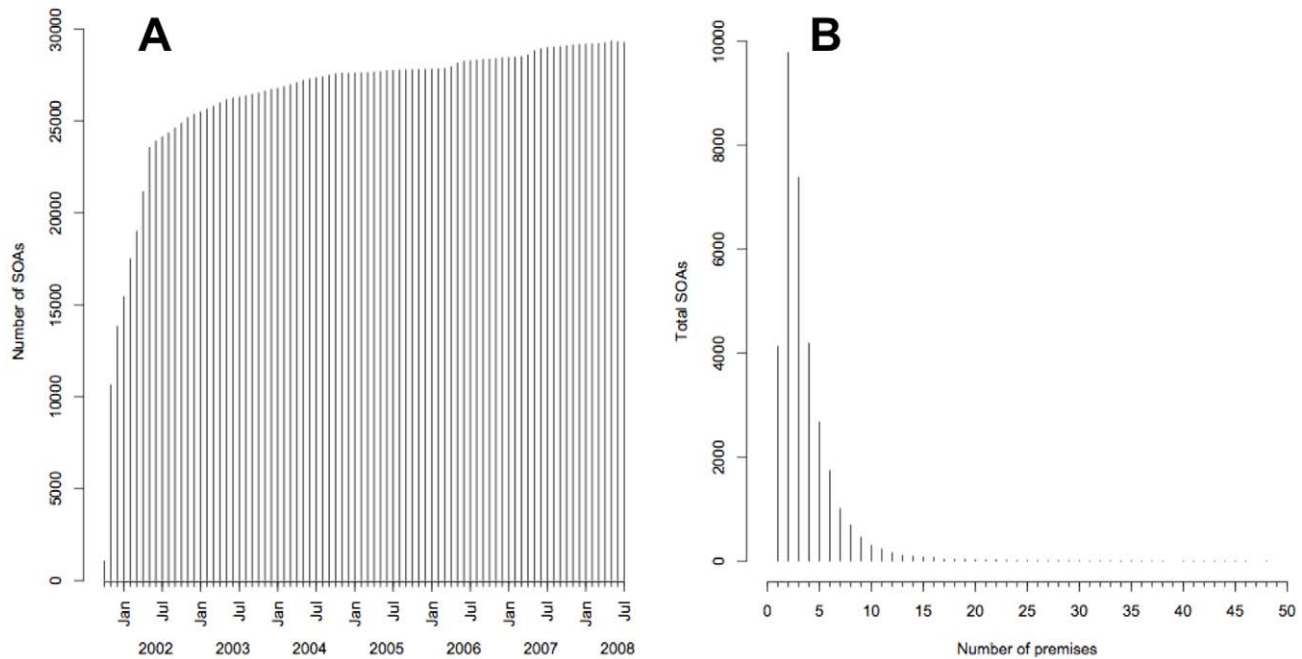 A
Number of SOAs
30000
25000
20000
15000
10000
5000
0
Jan Jul Jan Jul Jan Jul Jan Jul Jan Jul Jan Jul Jan Jul
2002 2003 2004 2005 2006 2007 2008
B
Total SOAs
10000
8000
6000
4000
2000
0
0 5 10 15 20 25 30 35 40 45 50
Number of premises